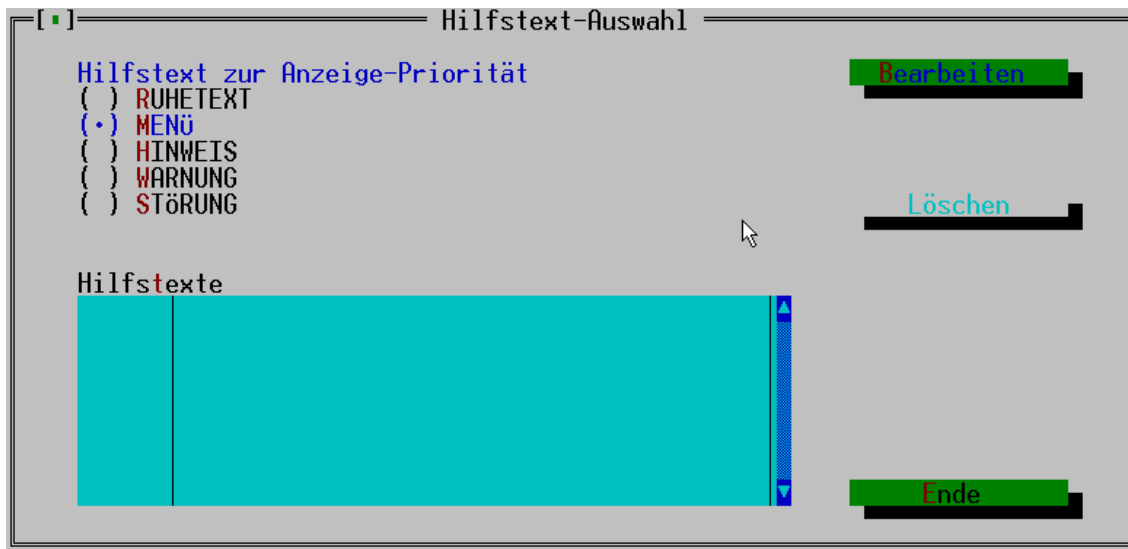 Hilfstext-Auswahl
Hilfstext zur Anzeige-Priorität
( ) RUHETEXT
(•) MENü
( ) HINWEIS
( ) WARNUNG
( ) STöRUNG
Bearbeiten
Löschen
Hilfstexte
Ende